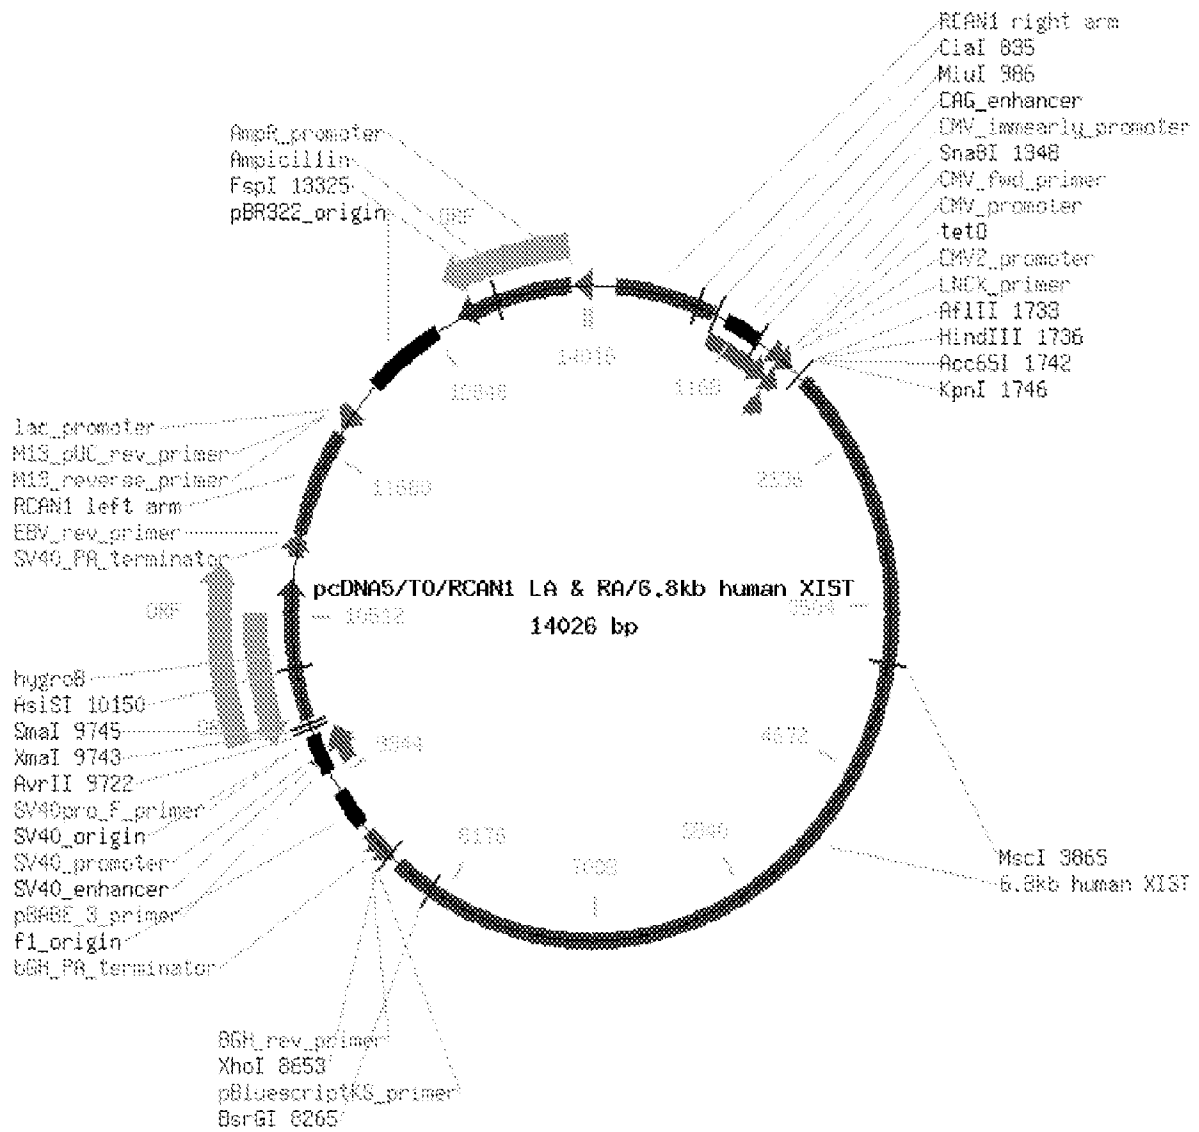 RCAN1 right arm
ClaI 835
MluI 986
CAG_enhancer
CMV_immearly_promoter
SnaBI 1348
CMV_fwd_primer
CMV_promoter
tetO
CMV2_promoter
LNCX_primer
AflII 1733
HindIII 1736
Acc65I 1742
KpnI 1746
AmpR_promoter
Ampicillin
FspI 13325
pBR322_origin
ORF
14016
1168
2336
lac_promoter
M13_pUC_rev_primer
M13_reverse_primer
RCAN1 left arm
EBV_rev_primer
SV40_PA_terminator
ORF
10512
pcDNA5/TO/RCAN1 LA & RA/6.8kb human XIST
14026 bp
3504
hygroB
AsiSI 10150
SmaI 9745
XmaI 9743
AvrII 9722
SV40pro_F_primer
SV40_origin
SV40_promoter
SV40_enhancer
pBABE_3_primer
f1_origin
bGH_PA_terminator
9344
4672
8176
5840
7008
MscI 3865
6.8kb human XIST
BGH_rev_primer
XhoI 8653
pBluescriptKS_primer
BsrGI 8265